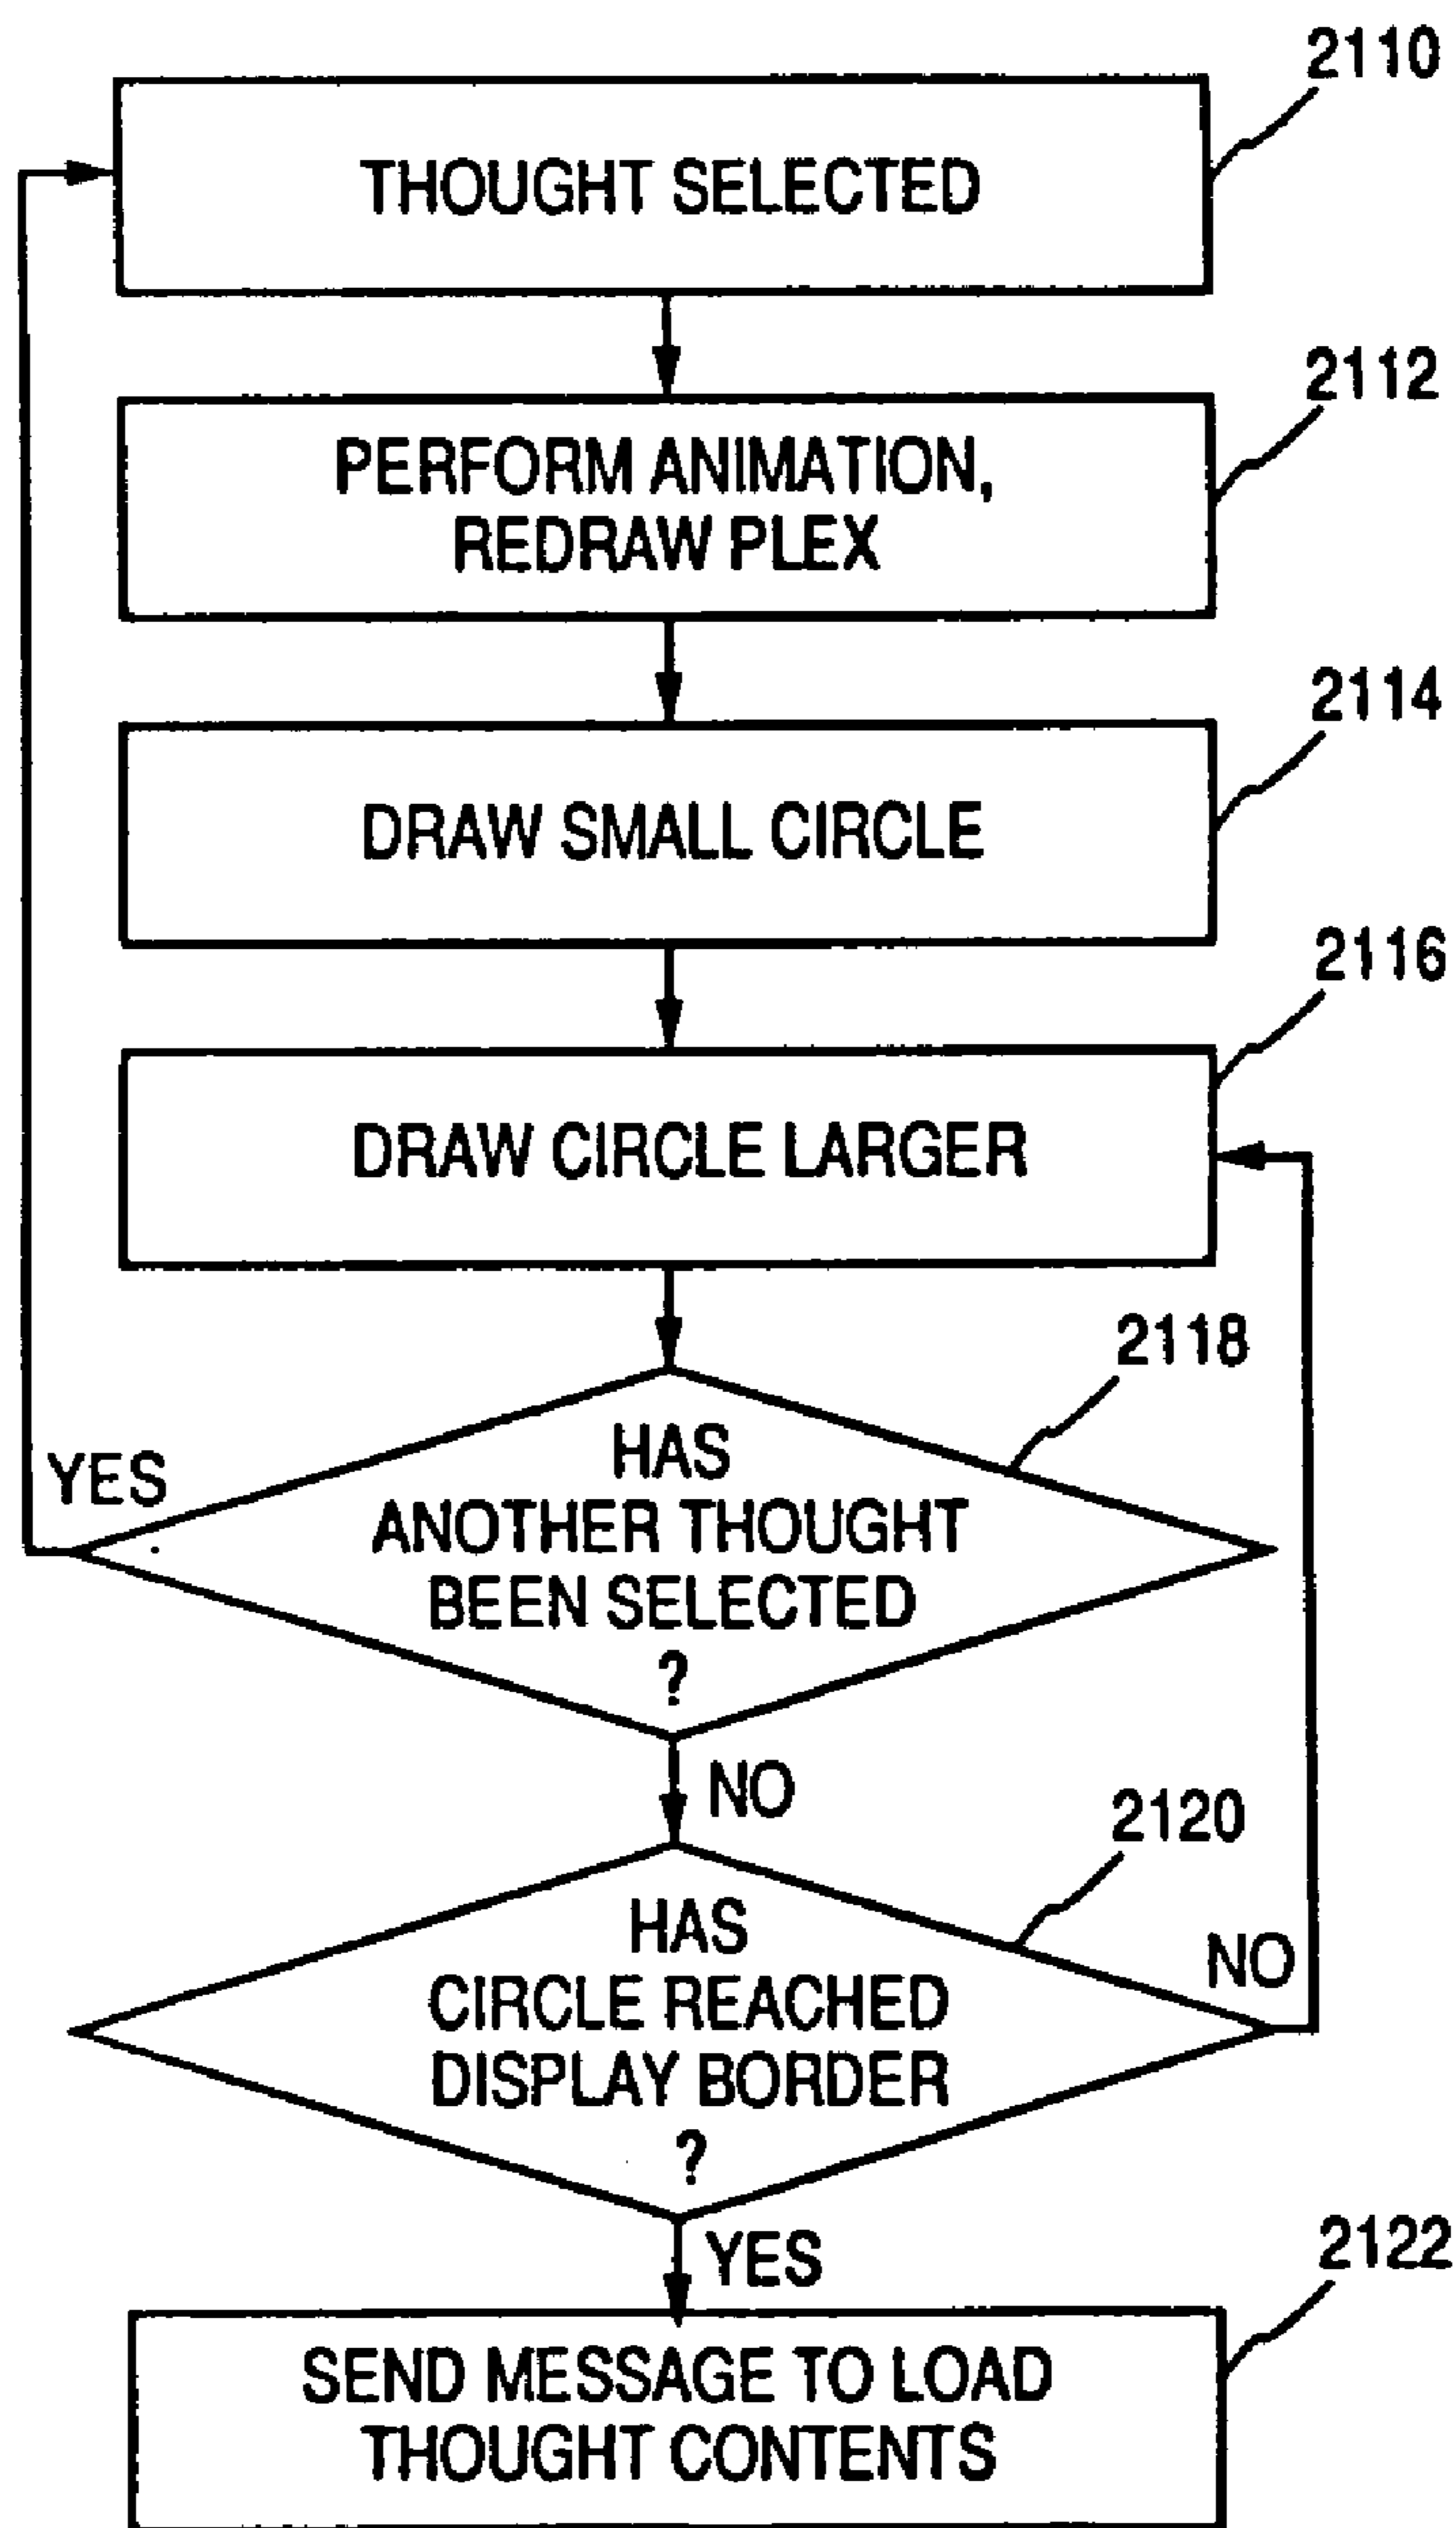 2110
THOUGHT SELECTED
2112
PERFORM ANIMATION,
REDRAW PLEX
2114
DRAW SMALL CIRCLE
2116
DRAW CIRCLE LARGER
2118
YES
HAS
ANOTHER THOUGHT
BEEN SELECTED
?
NO
2120
HAS
CIRCLE REACHED
DISPLAY BORDER
?
NO
YES
2122
SEND MESSAGE TO LOAD
THOUGHT CONTENTS